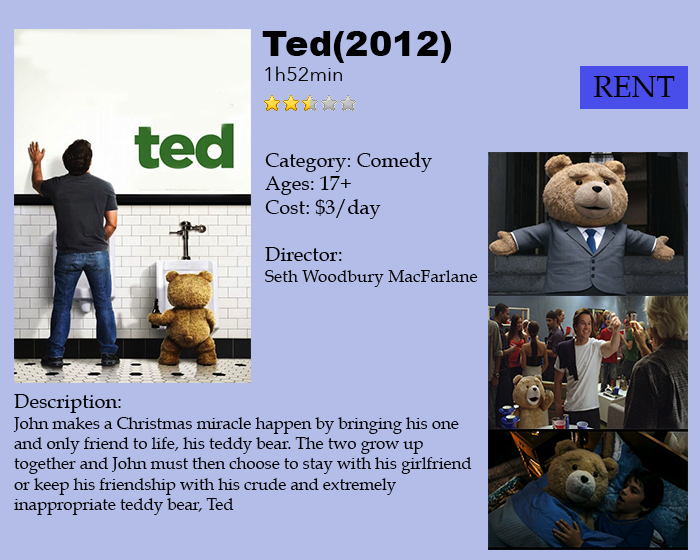 Ted(2012)
1h52min
RENT
ted
Category: Comedy
Ages: 17+
Cost: $3/day
Director:
Seth Woodbury MacFarlane
Description:
John makes a Christmas miracle happen by bringing his one
and only friend to life, his teddy bear. The two grow up
together and John must then choose to stay with his girlfriend
or keep his friendship with his crude and extremely
inappropriate teddy bear, Ted